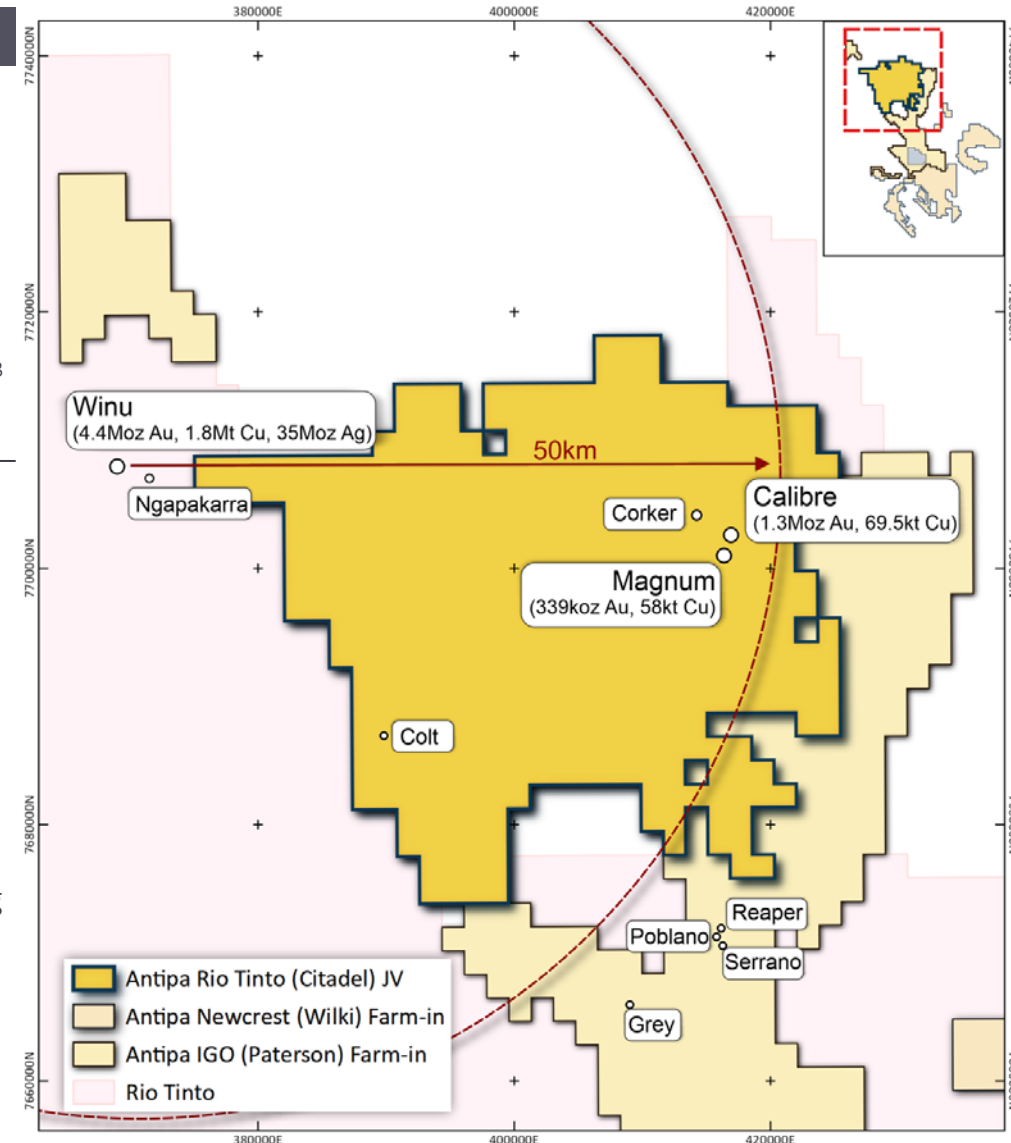 380000E 400000E 420000E
7740000N
7720000N
Winu
(4.4Moz Au, 1.8Mt Cu, 35Moz Ag)
50km
Ngapakarra
Corker
Calibre
(1.3Moz Au, 69.5kt Cu)
7700000N
Magnum
(339koz Au, 58kt Cu)
Colt
7680000N
Reaper
Poblano
Serrano
Grey
Antipa Rio Tinto (Citadel) JV
Antipa Newcrest (Wilki) Farm-in
Antipa IGO (Paterson) Farm-in
Rio Tinto
7660000N
380000E 400000E 420000E